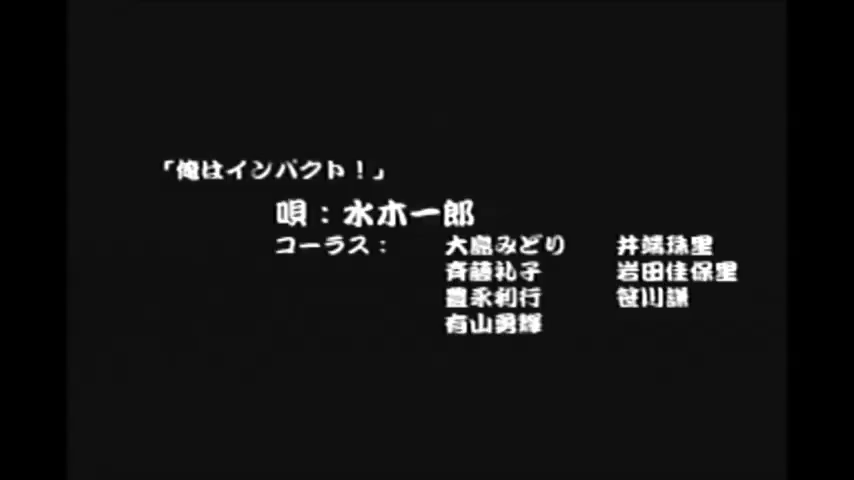 「俺はインパクト！」
唄：水木一郎
コーラス： 大島みどり 井端珠里
斉藤礼子 岩田佳保里
豊永利行 笹川謙
有山勇輝